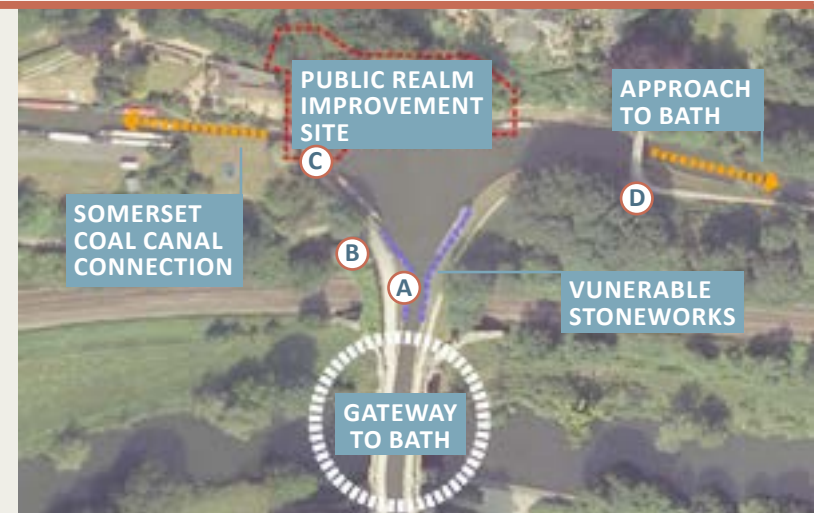 PUBLIC REALM
IMPROVEMENT
SITE
APPROACH
TO BATH
C
D
SOMERSET
COAL CANAL
CONNECTION
B
A
VUNERABLE
STONEWORKS
GATEWAY
TO BATH